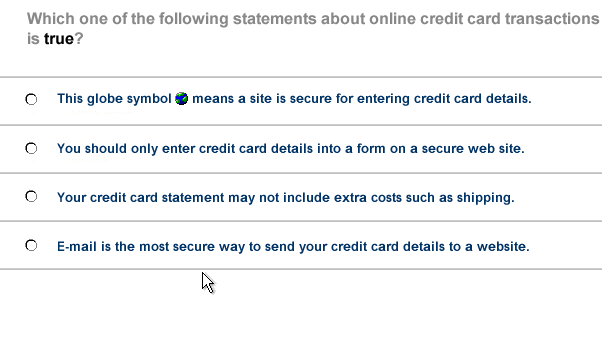 Which one of the following statements about online credit card transactions
is true?
This globe symbol means a site is secure for entering credit card details.
You should only enter credit card details into a form on a secure web site.
Your credit card statement may not include extra costs such as shipping.
E-mail is the most secure way to send your credit card details to a website.